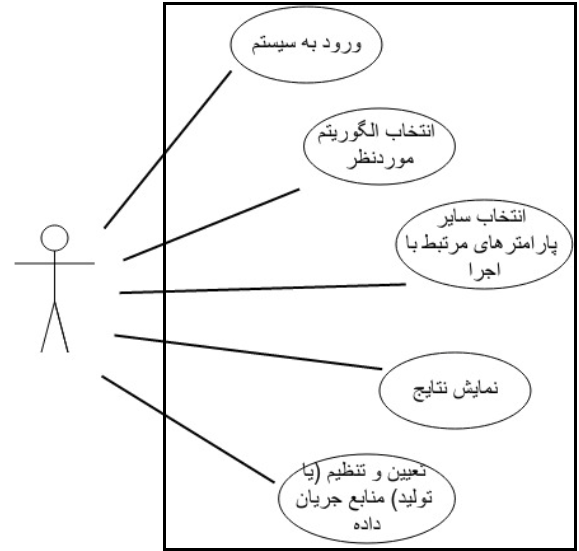 ورود به سیستم
انتخاب الگوریتم
موردنظر
انتخاب سایر
پارامترهای مرتبط با
اجرا
نمایش نتایج
تعیین و تنظیم (یا
تولید) منابع جریان
داده